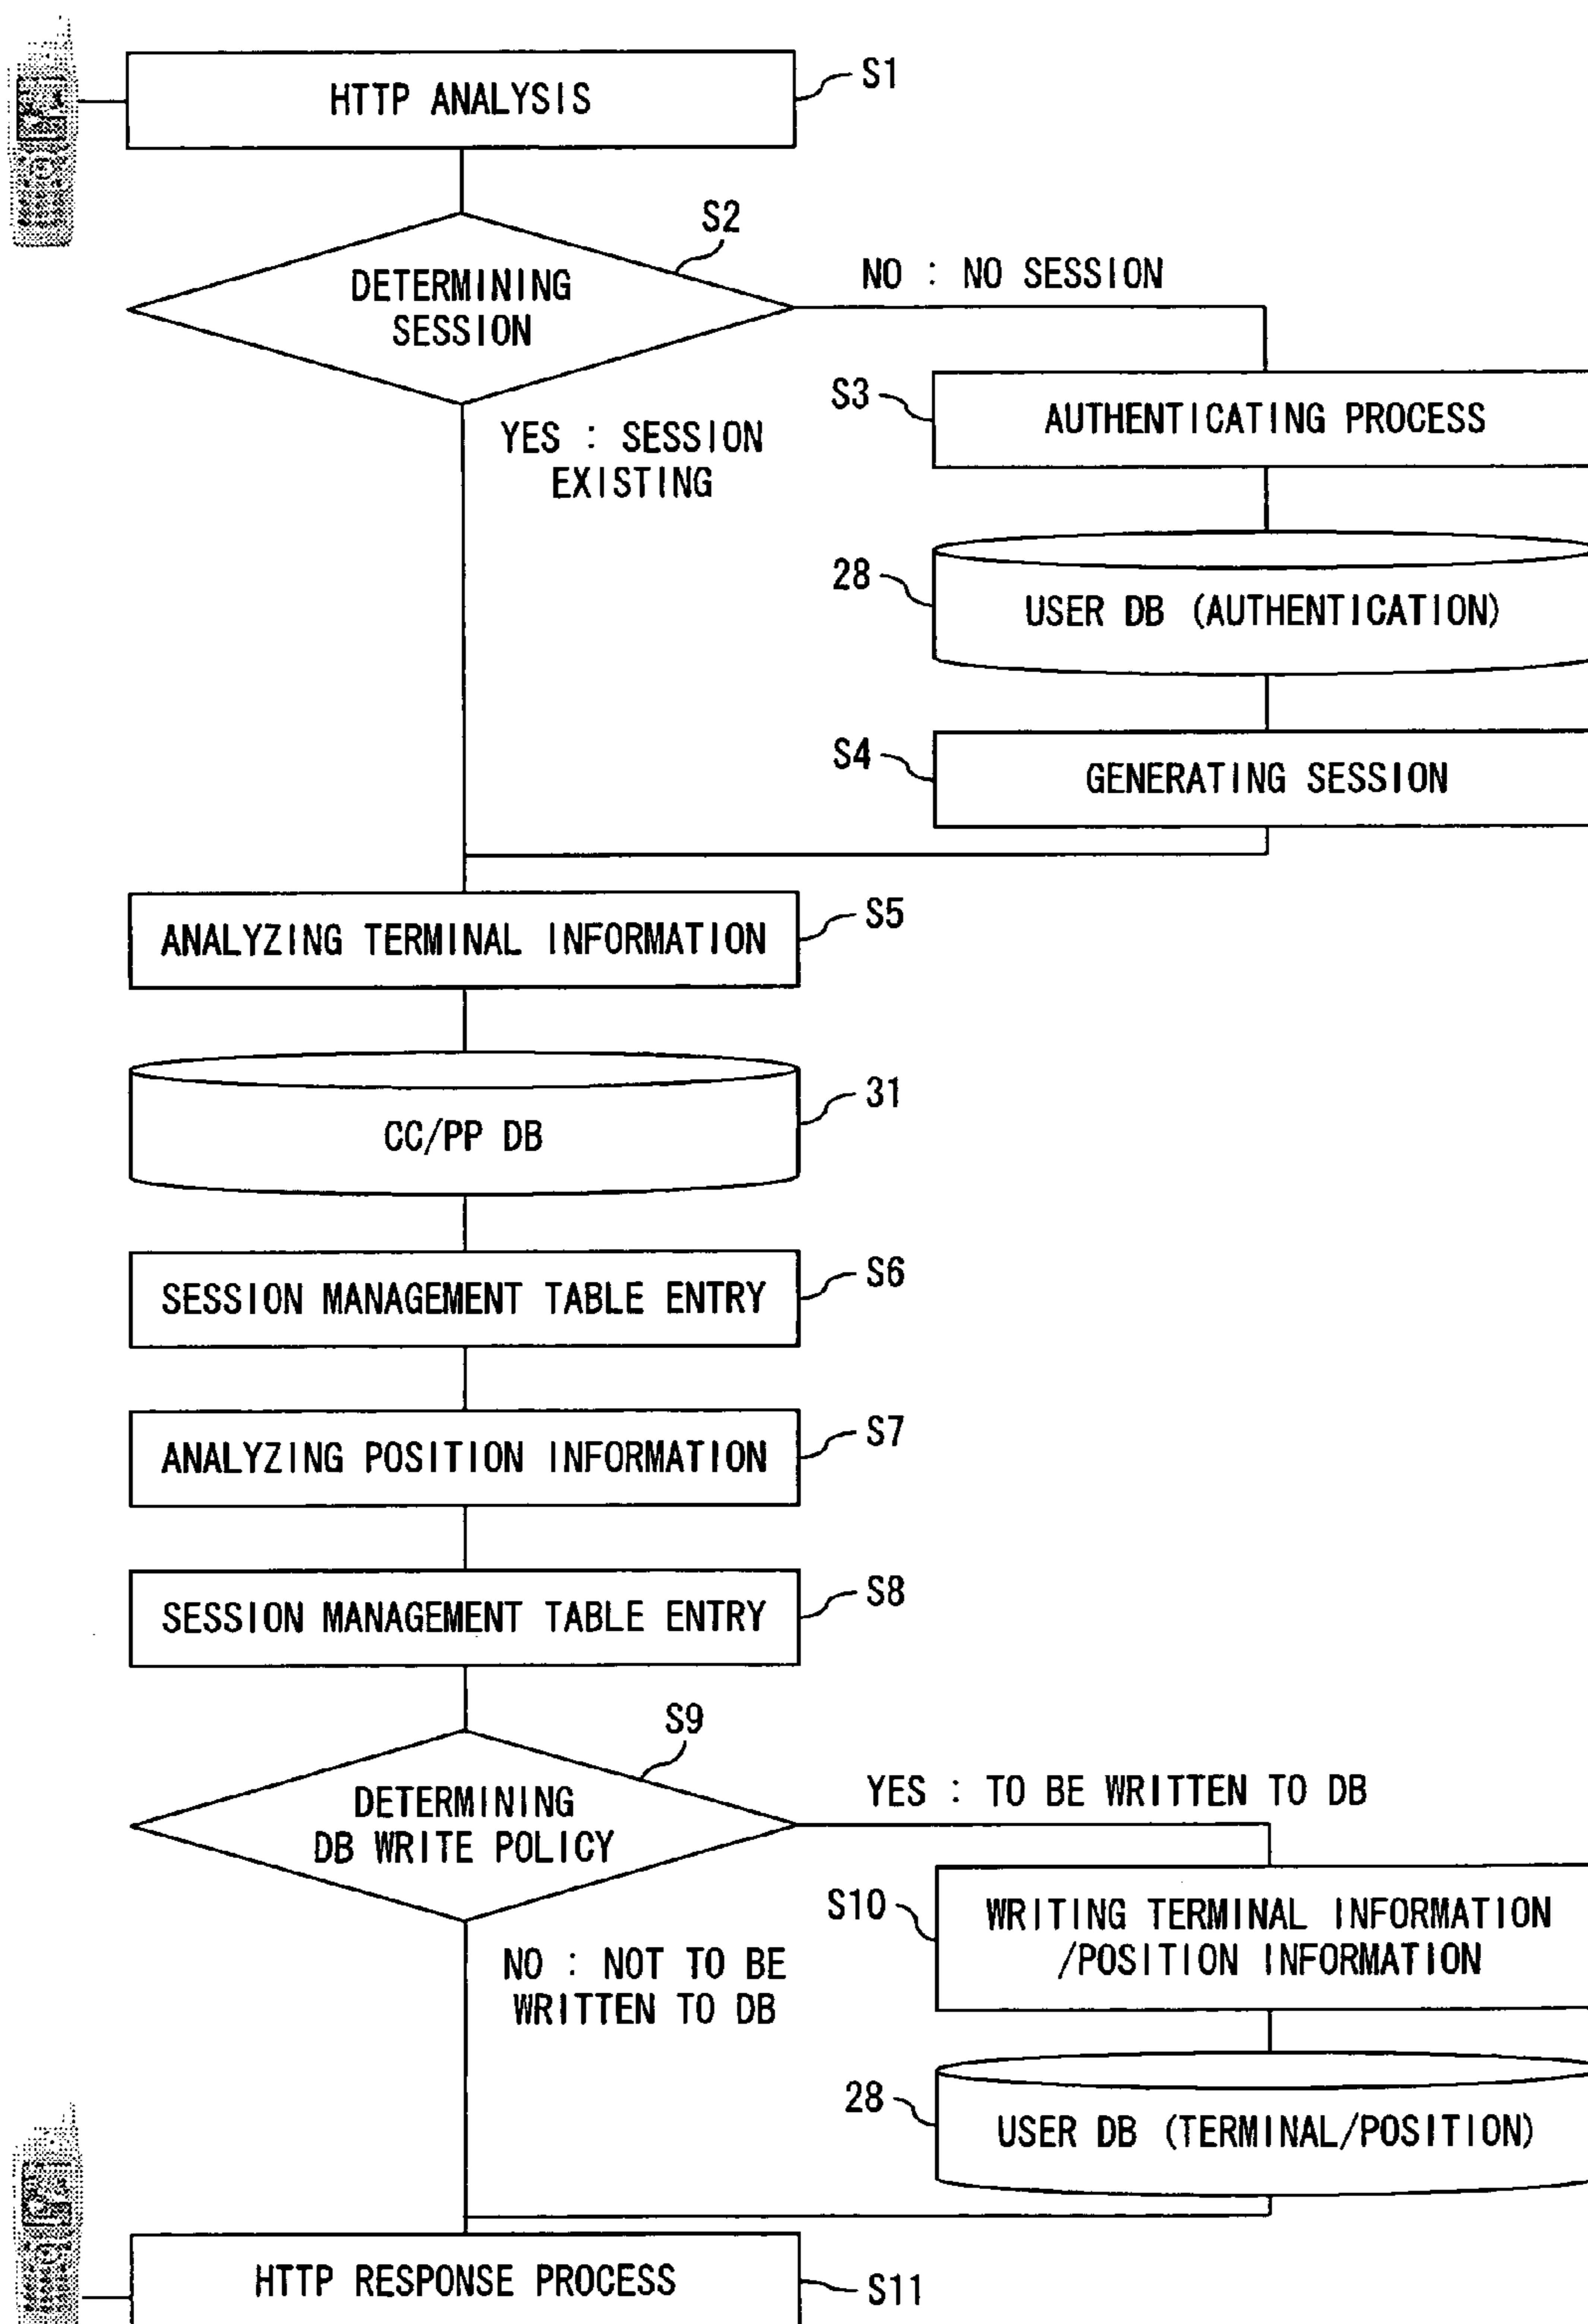 HTTP ANALYSIS
S1
S2
DETERMINING
SESSION
NO : NO SESSION
YES : SESSION
EXISTING
S3
AUTHENTICATING PROCESS
28
USER DB (AUTHENTICATION)
S4
GENERATING SESSION
ANALYZING TERMINAL INFORMATION
S5
CC/PP DB
31
SESSION MANAGEMENT TABLE ENTRY
S6
ANALYZING POSITION INFORMATION
S7
SESSION MANAGEMENT TABLE ENTRY
S8
S9
DETERMINING
DB WRITE POLICY
YES : TO BE WRITTEN TO DB
NO : NOT TO BE
WRITTEN TO DB
S10
WRITING TERMINAL INFORMATION
/POSITION INFORMATION
28
USER DB (TERMINAL/POSITION)
HTTP RESPONSE PROCESS
S11